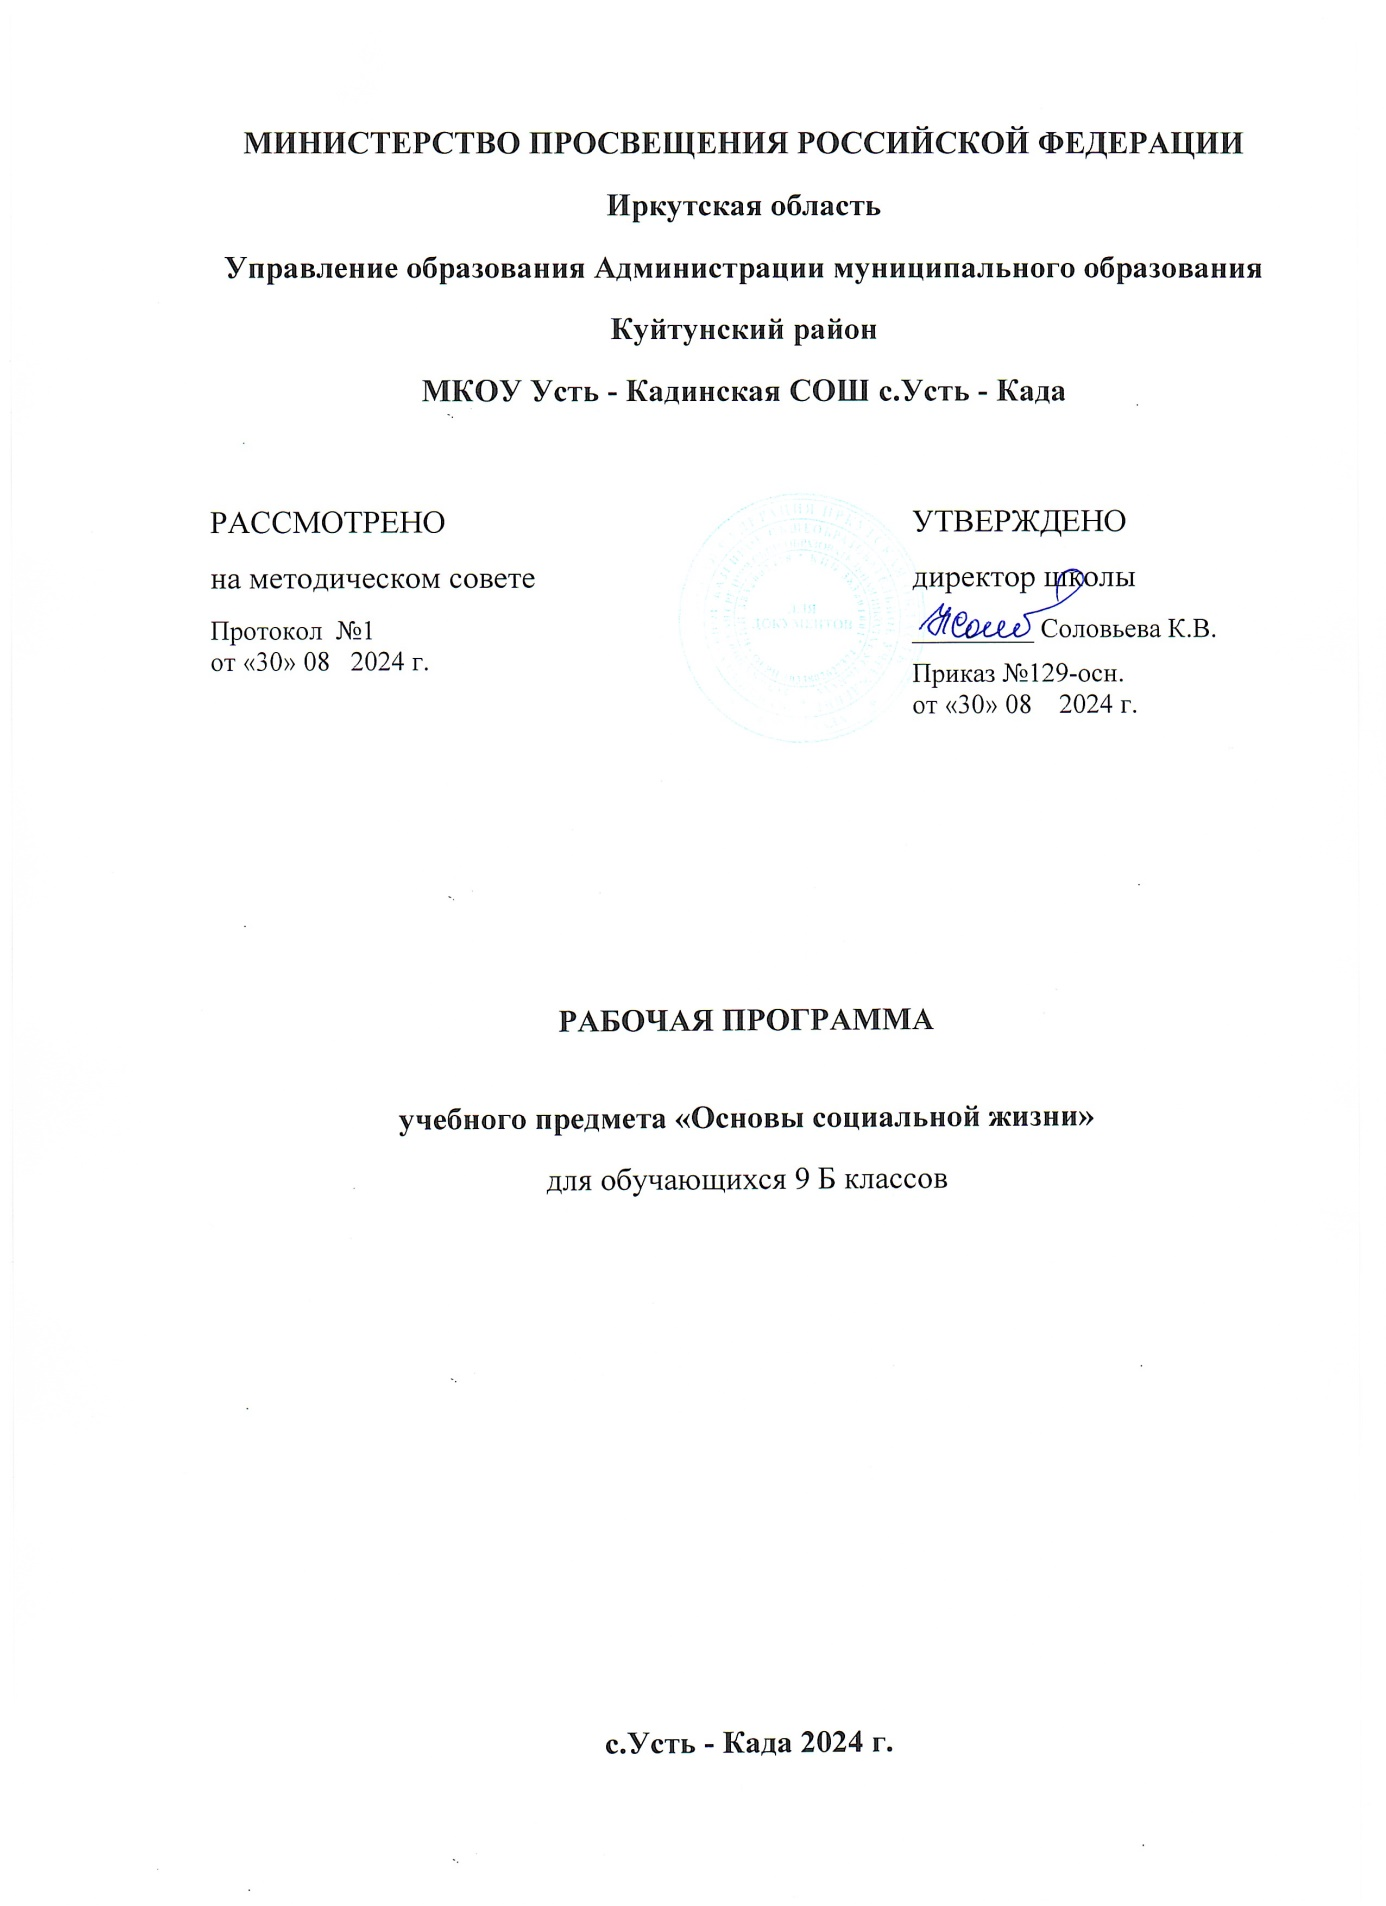 МИНИСТЕРСТВО ПРОСВЕЩЕНИЯ РОССИЙСКОЙ ФЕДЕРАЦИИ
Иркутская область
Управление образования Администрации муниципального образования
Куйтунский район
МКОУ Усть - Кадинская СОШ с.Усть - Када
РАССМОТРЕНО
на методическом совете
Протокол №1
от «30» 08 2024 г.
УТВЕРЖДЕНО
директор школы
Соловьева К.В.
Приказ №129-осн.
от «30» 08 2024 г.
РАБОЧАЯ ПРОГРАММА
учебного предмета «Основы социальной жизни»
для обучающихся 9 Б классов
с.Усть - Када 2024 г.